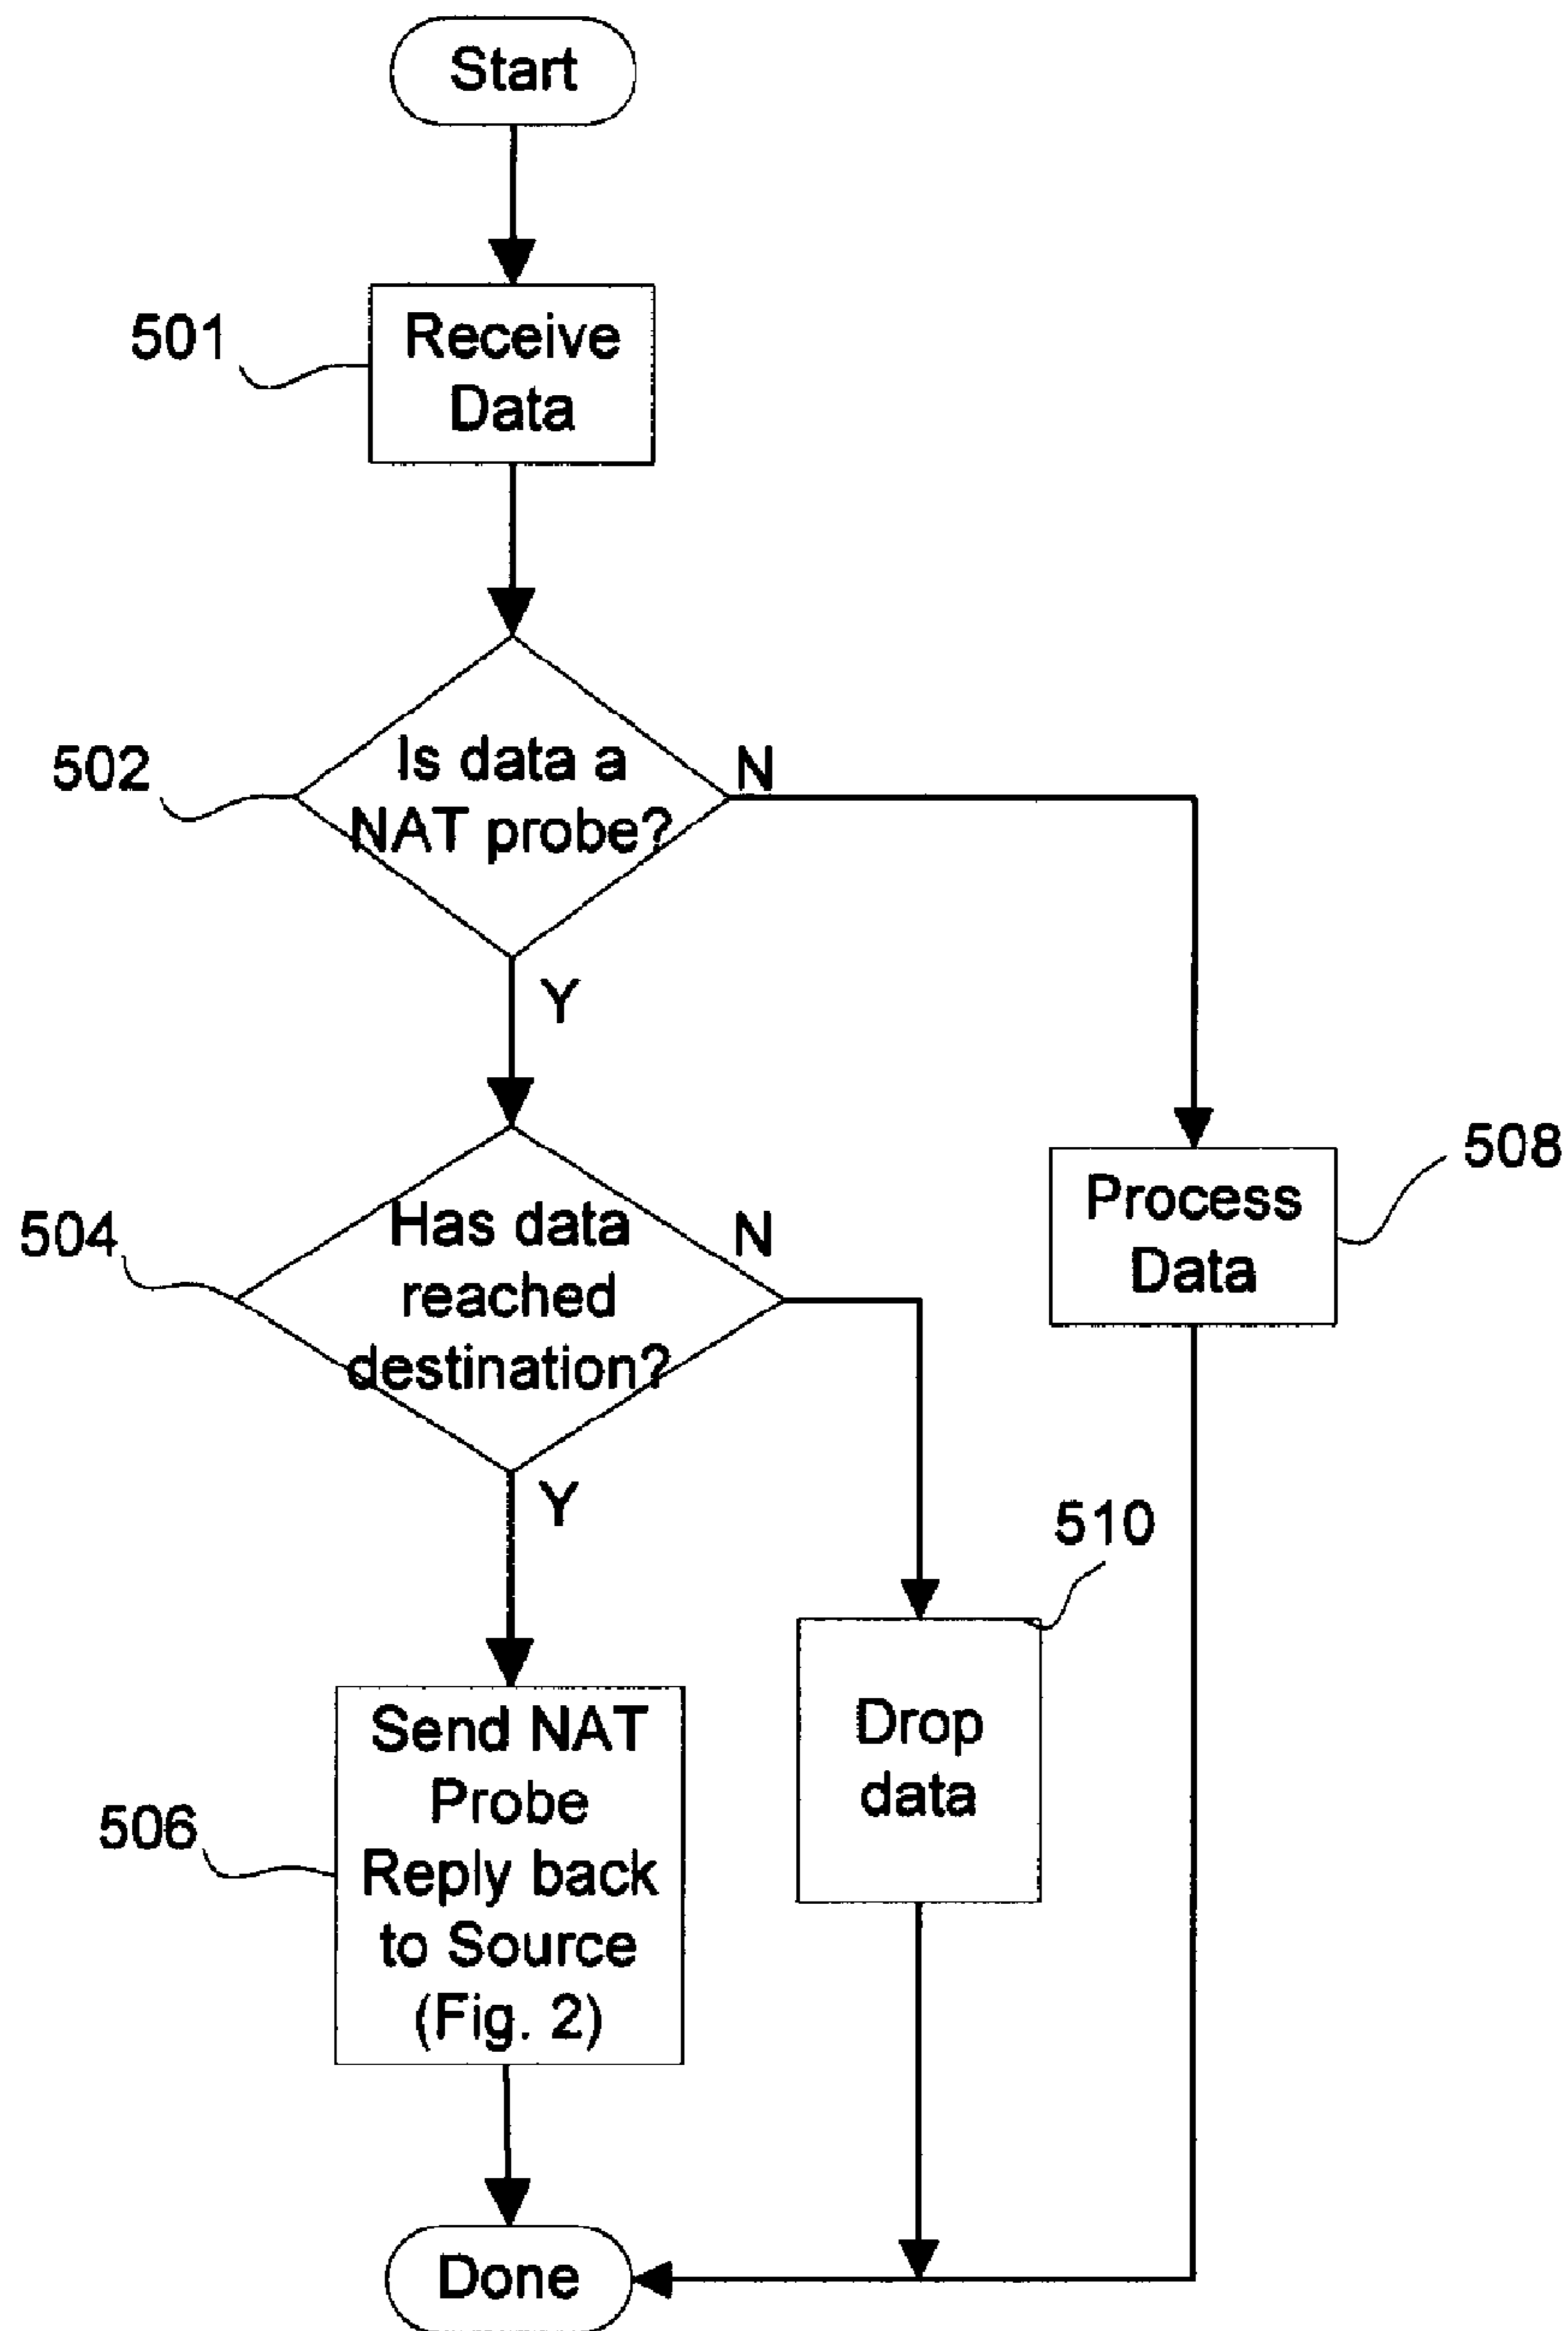 Start
501
Receive
Data
502
Is data a
NAT probe?
N
Y
504
Has data
reached
destination?
N
Y
508
Process
Data
510
Drop
data
506
Send NAT
Probe
Reply back
to Source
(Fig. 2)
Done